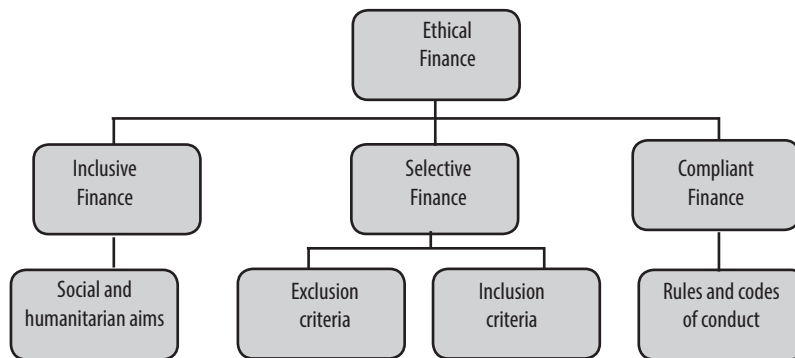 Ethical
Finance
Inclusive
Finance
Selective
Finance
Compliant
Finance
Social and
humanitarian aims
Exclusion
criteria
Inclusion
criteria
Rules and codes
of conduct